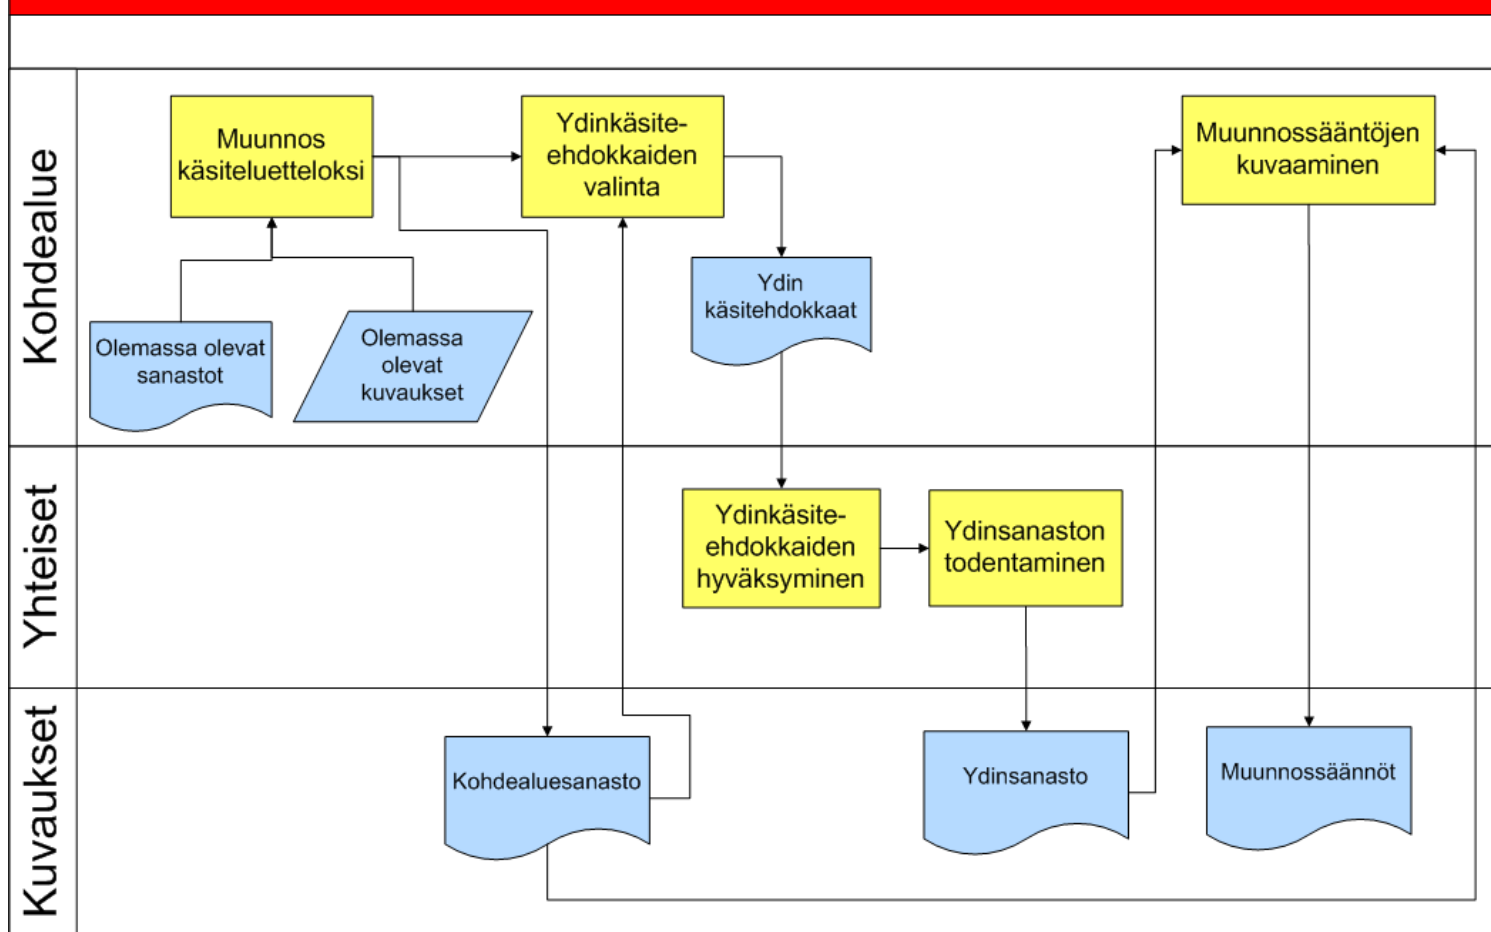 Kohdealue
Muunnos
käsiteluetteloksi
Ydinkäsite-
ehdokkaiden
valinta
Muunnossääntöjen
kuvaaminen
Ydin
käsitehdokkaat
Olemassa olevat
sanastot
Olemassa
olevat
kuvaukset
Yhteiset
Ydinkäsite-
ehdokkaiden
hyväksyminen
Ydinsanaston
todentaminen
Kuvaukset
Kohdealuesanasto
Ydinsanasto
Muunnossäännöt